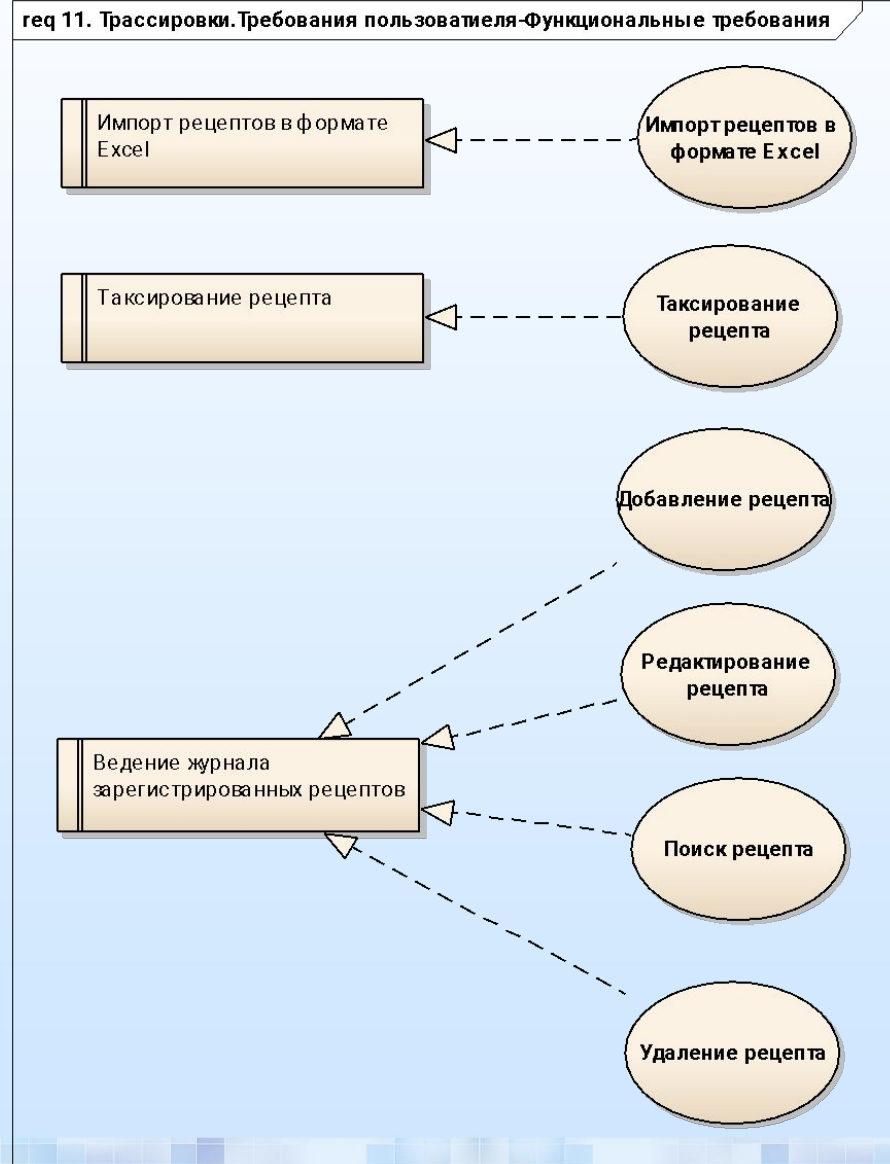 req 11. Трассировки.Требования пользоватиеля-Функциональные требования
Импорт рецептов в формате
Excel
Импорт рецептов в
формате Excel
Таксирование рецепта
Таксирование
рецепта
Добавление рецепта
Редактирование
рецепта
Ведение журнала
зарегистрированных рецептов
Поиск рецепта
Удаление рецепта